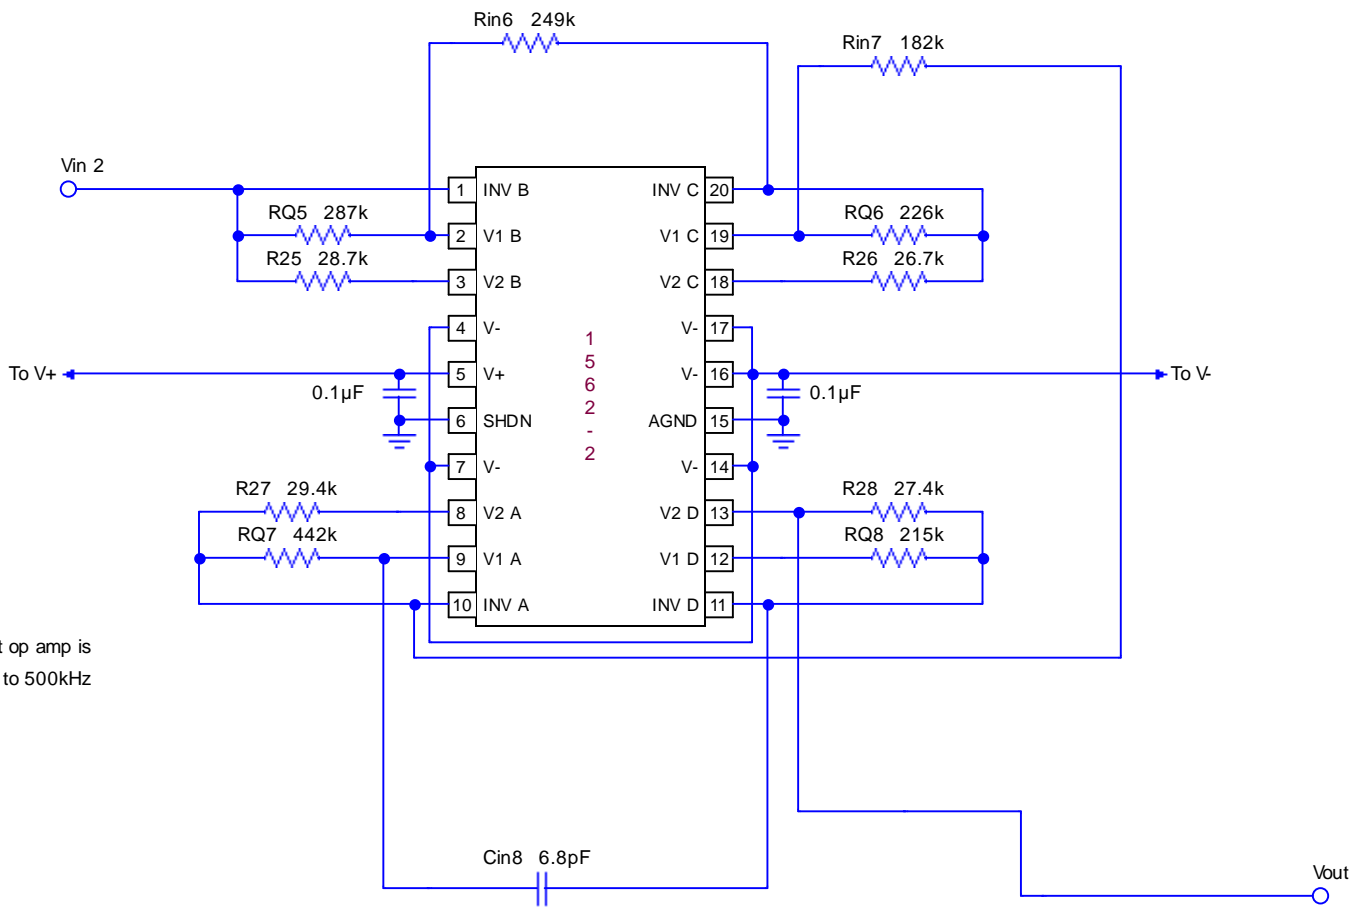 Rin6 249k
Rin7 182k
Vin 2
1 INV B
INV C 20
RQ5 287k
RQ6 226k
2 V1 B
V1 C 19
R25 28.7k
R26 26.7k
3 V2 B
V2 C 18
4 V-
V- 17
1
5
6
2
-
2
To V+
5 V+
V- 16
To V-
0.1µF
0.1µF
6 SHDN
AGND 15
7 V-
V- 14
R27 29.4k
R28 27.4k
8 V2 A
V2 D 13
RQ7 442k
RQ8 215k
9 V1 A
V1 D 12
10 INV A
INV D 11
t op amp is
to 500kHz
Cin8 6.8pF
Vout